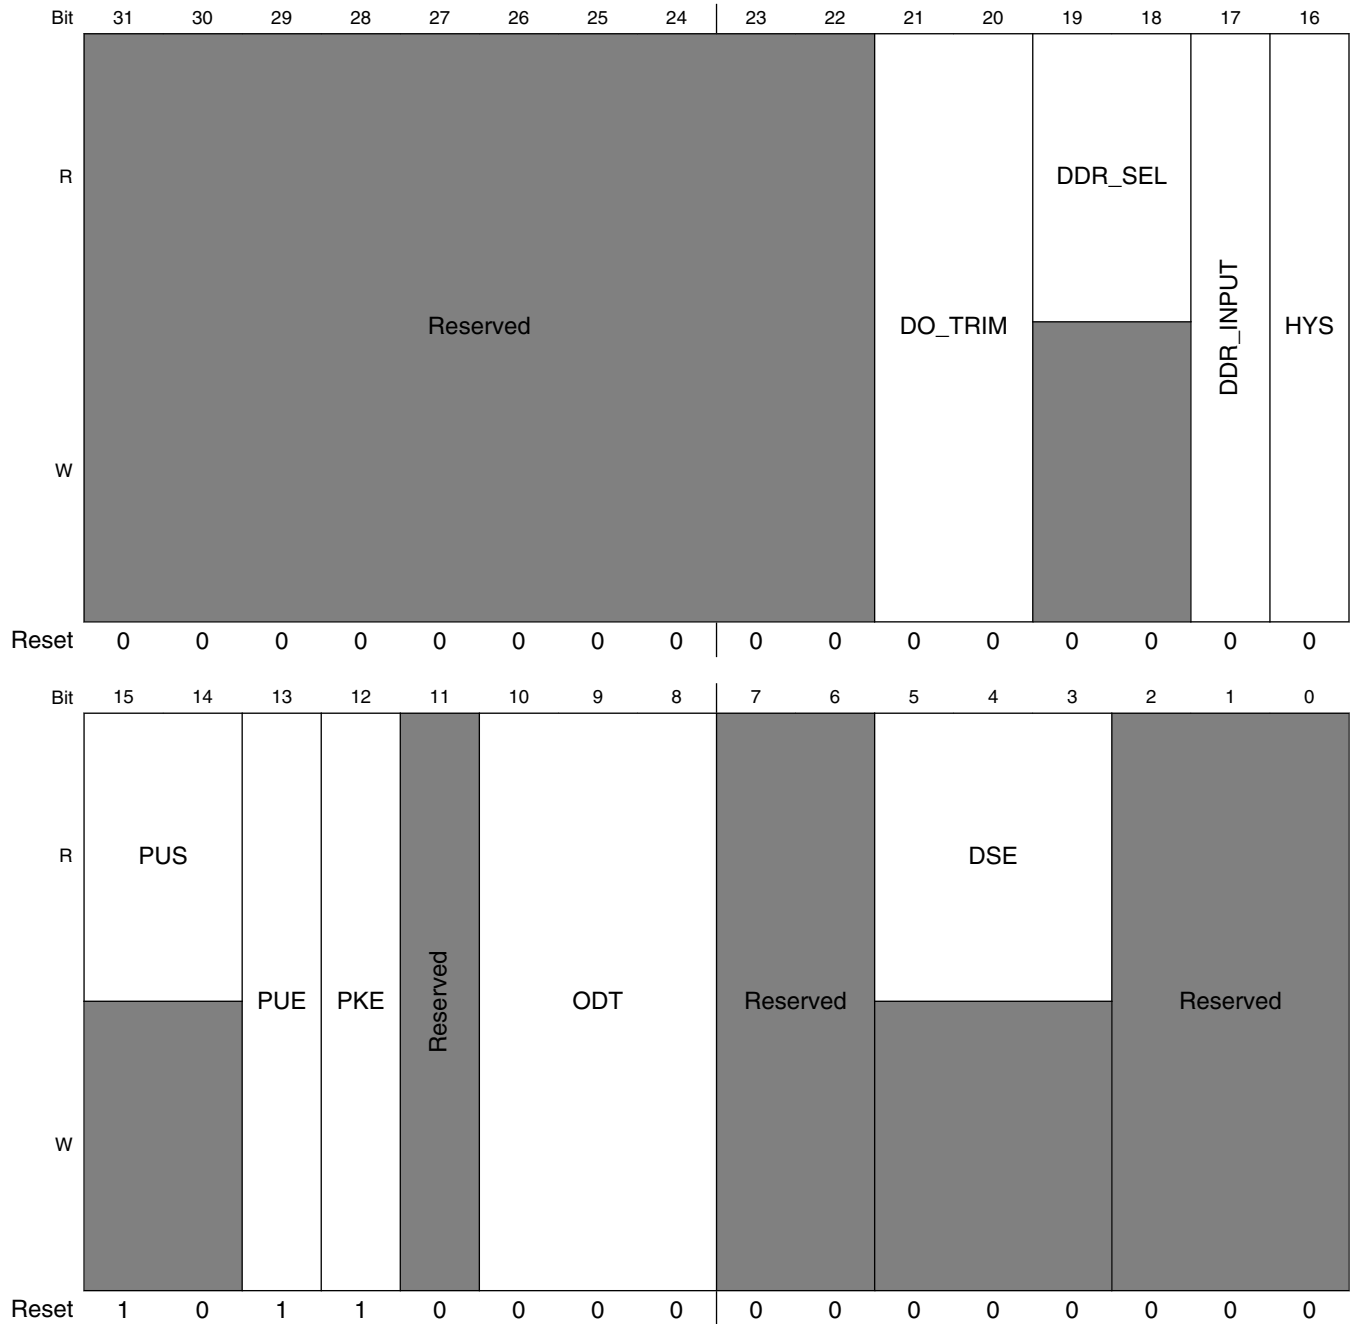 Bit 31 30 29 28 27 26 25 24 23 22 21 20 19 18 17 16
R
DDR_SEL
Reserved
DO_TRIM
DDR_INPUT
HYS
W
Reset 0 0 0 0 0 0 0 0 0 0 0 0 0 0 0 0
Bit 15 14 13 12 11 10 9 8 7 6 5 4 3 2 1 0
R
PUS
DSE
PUE
PKE
Reserved
ODT
Reserved
Reserved
W
Reset 1 0 1 1 0 0 0 0 0 0 0 0 0 0 0 0